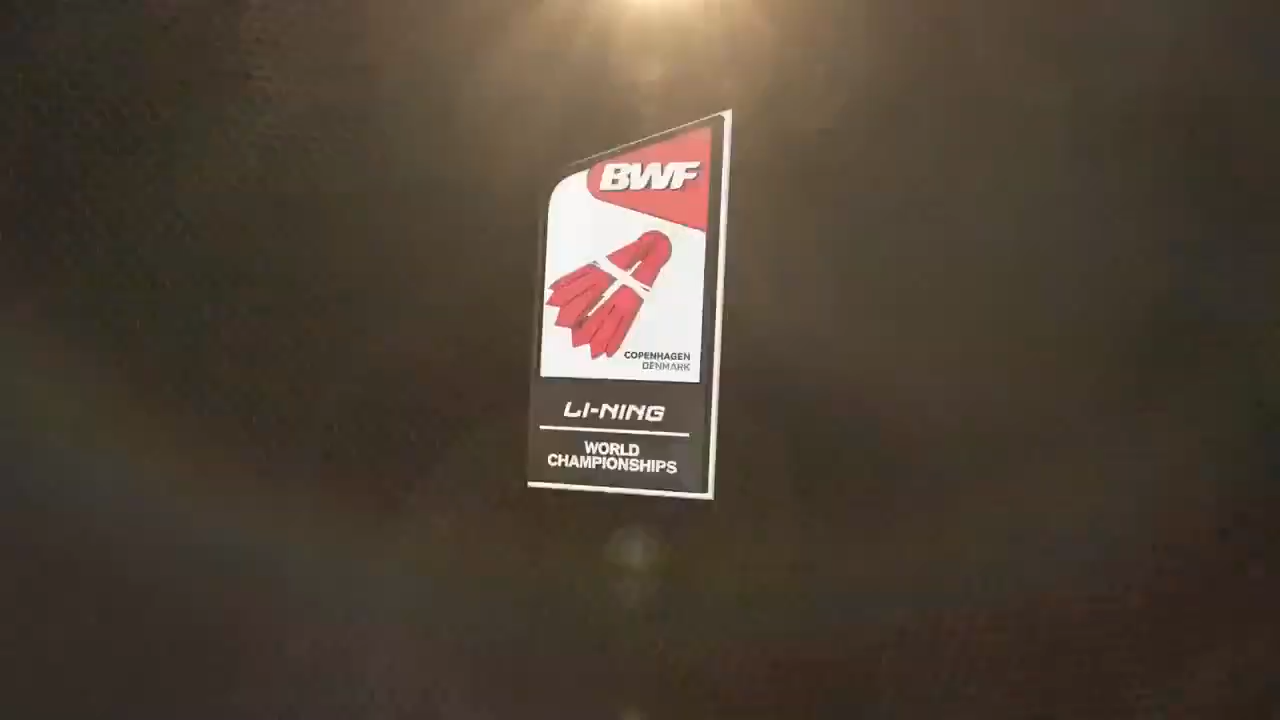 BWF
COPENHAGEN
DENMARK
LI-NING
WORLD
CHAMPIONSHIPS